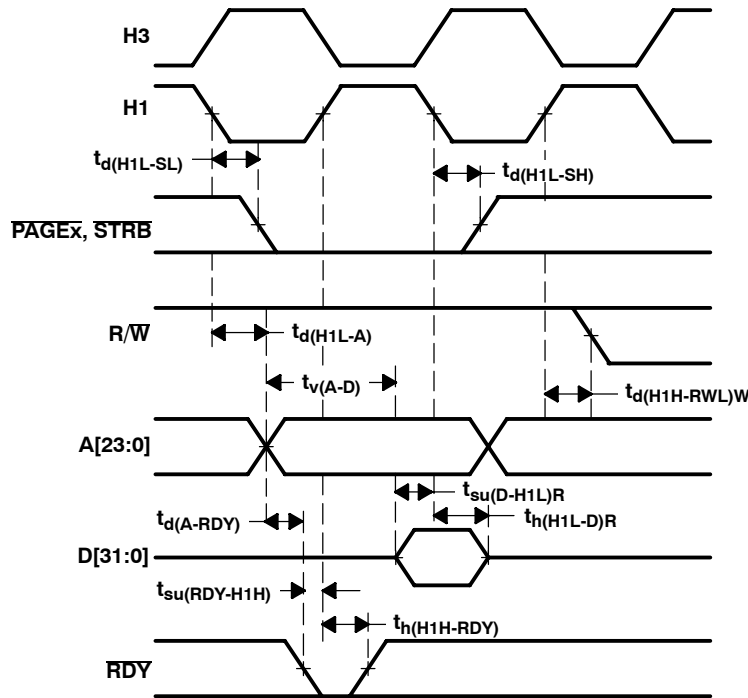 H3
H1
td(H1L-SL)
td(H1L-SH)
PAGEx, STRB
R/W
td(H1L-A)
tv(A-D)
td(H1H-RWL)W
A[23:0]
tsu(D-H1L)R
td(A-RDY)
th(H1L-D)R
D[31:0]
tsu(RDY-H1H)
th(H1H-RDY)
RDY